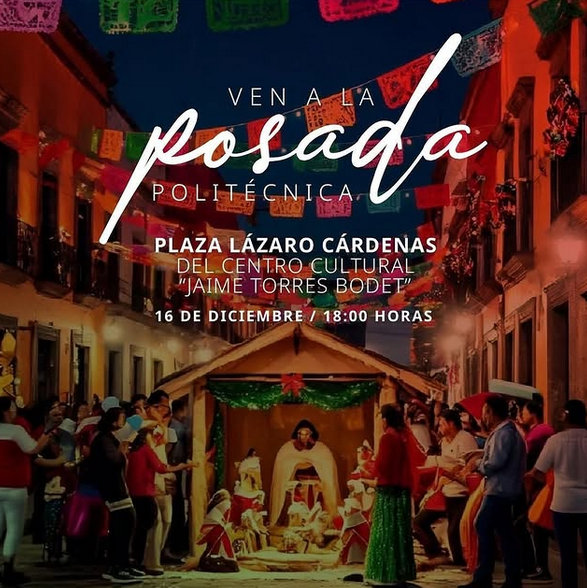 VEN A LA
posada
POLITÉCNICA
PLAZA LÁZARO CÁRDENAS
DEL CENTRO CULTURAL
“JAIME TORRES BODET”
16 DE DICIEMBRE / 18:00 HORAS